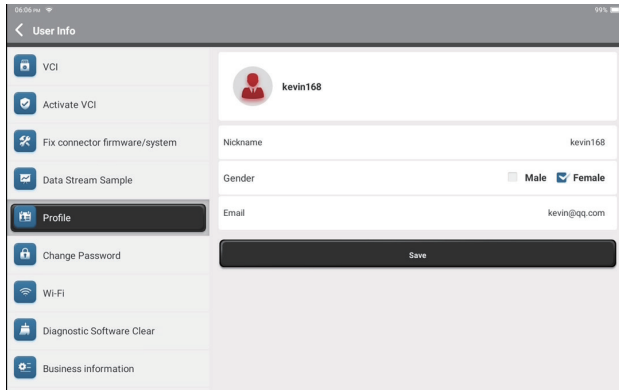 06:06 PM
99%
User Info
VCI
Activate VCI
Fix connector firmware/system
Data Stream Sample
Profile
Change Password
Wi-Fi
Diagnostic Software Clear
Business information
kevin168
Nickname kevin168
Gender Male Female
Email kevin@qq.com
Save